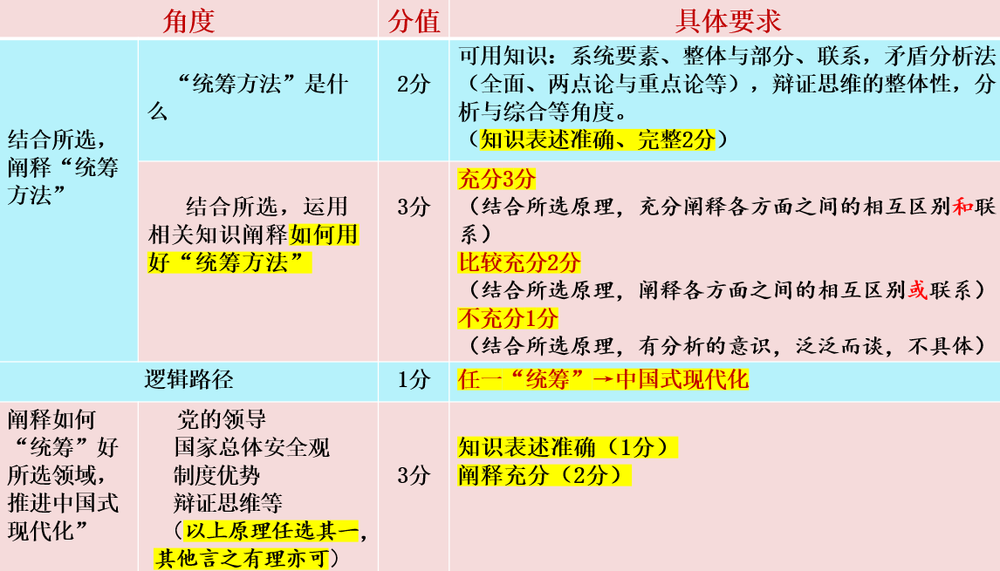 角度
分值
具体要求
结合所选，
阐释“统筹
方法”
“统筹方法”是什
么
2分
可用知识：系统要素、整体与部分、联系，矛盾分析法
（全面、两点论与重点论等），辩证思维的整体性，分
析与综合等角度。
（知识表述准确、完整2分）
结合所选，运用
相关知识阐释如何用
好“统筹方法”
3分
充分3分
（结合所选原理，充分阐释各方面之间的相互区别和联
系）
比较充分2分
（结合所选原理，阐释各方面之间的相互区别或联系）
不充分1分
（结合所选原理，有分析的意识，泛泛而谈，不具体）
逻辑路径
1分
任一“统筹”→中国式现代化
阐释如何
“统筹”好
所选领域，
推进中国式
现代化”
党的领导
国家总体安全观
制度优势
辩证思维等
（以上原理任选其一，
其他言之有理亦可）
3分
知识表述准确（1分）
阐释充分（2分）